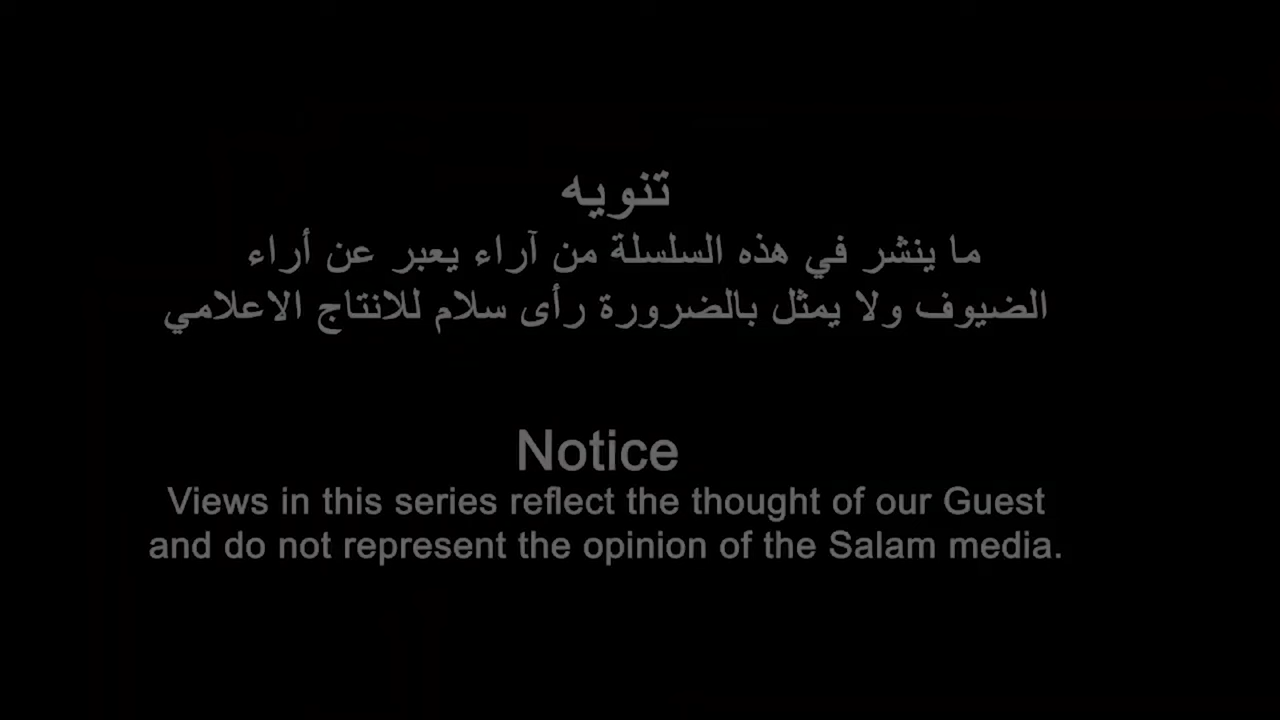 تنويه
ما ينشر في هذه السلسلة من آراء يعبر عن أراء
الضيوف ولا يمثل بالضرورة رأى سلام للانتاج الاعلامي
Notice
Views in this series reflect the thought of our Guest
and do not represent the opinion of the Salam media.